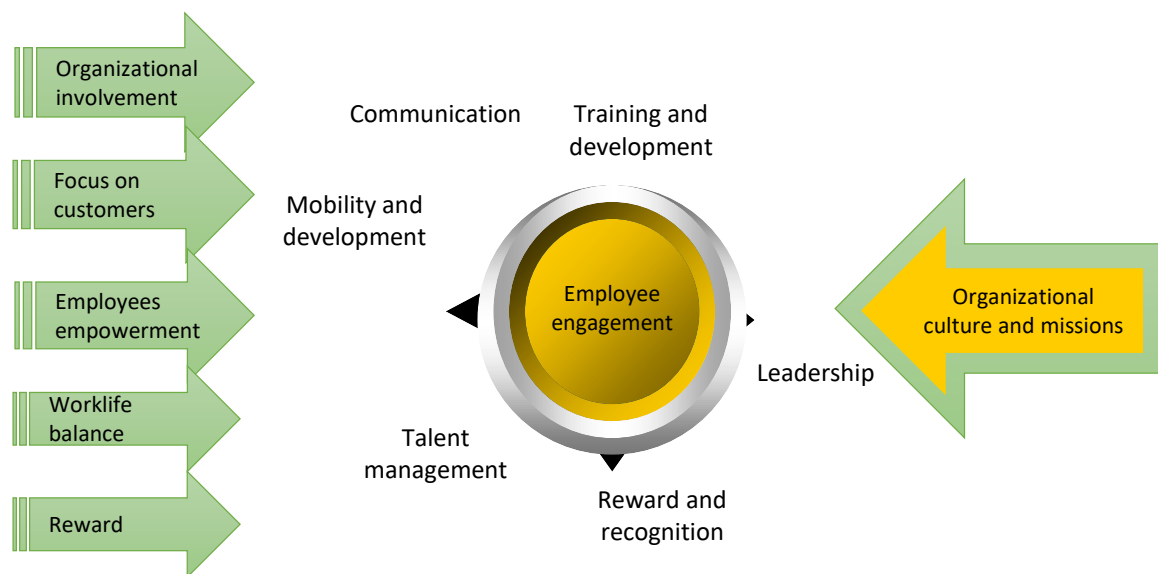 Organizational
involvement
Focus on
customers
Employees
empowerment
Worklife
balance
Reward
Communication
Training and
development
Mobility and
development
Employee
engagement
Leadership
Talent
management
Reward and
recognition
Organizational
culture and missions